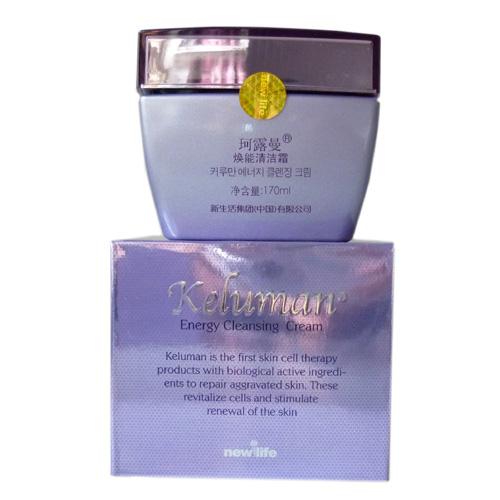 new life
珂露曼®
焕能清洁霜
커루만 에너지 클렌징 크림
净含量:170ml
新生活集团(中国)有限公司
Keluman®
Energy Cleansing Cream
Keluman is the first skin cell therapy
products with biological active ingredi-
ents to repair aggravated skin. These
revitalize cells and stimulate
renewal of the skin
new life